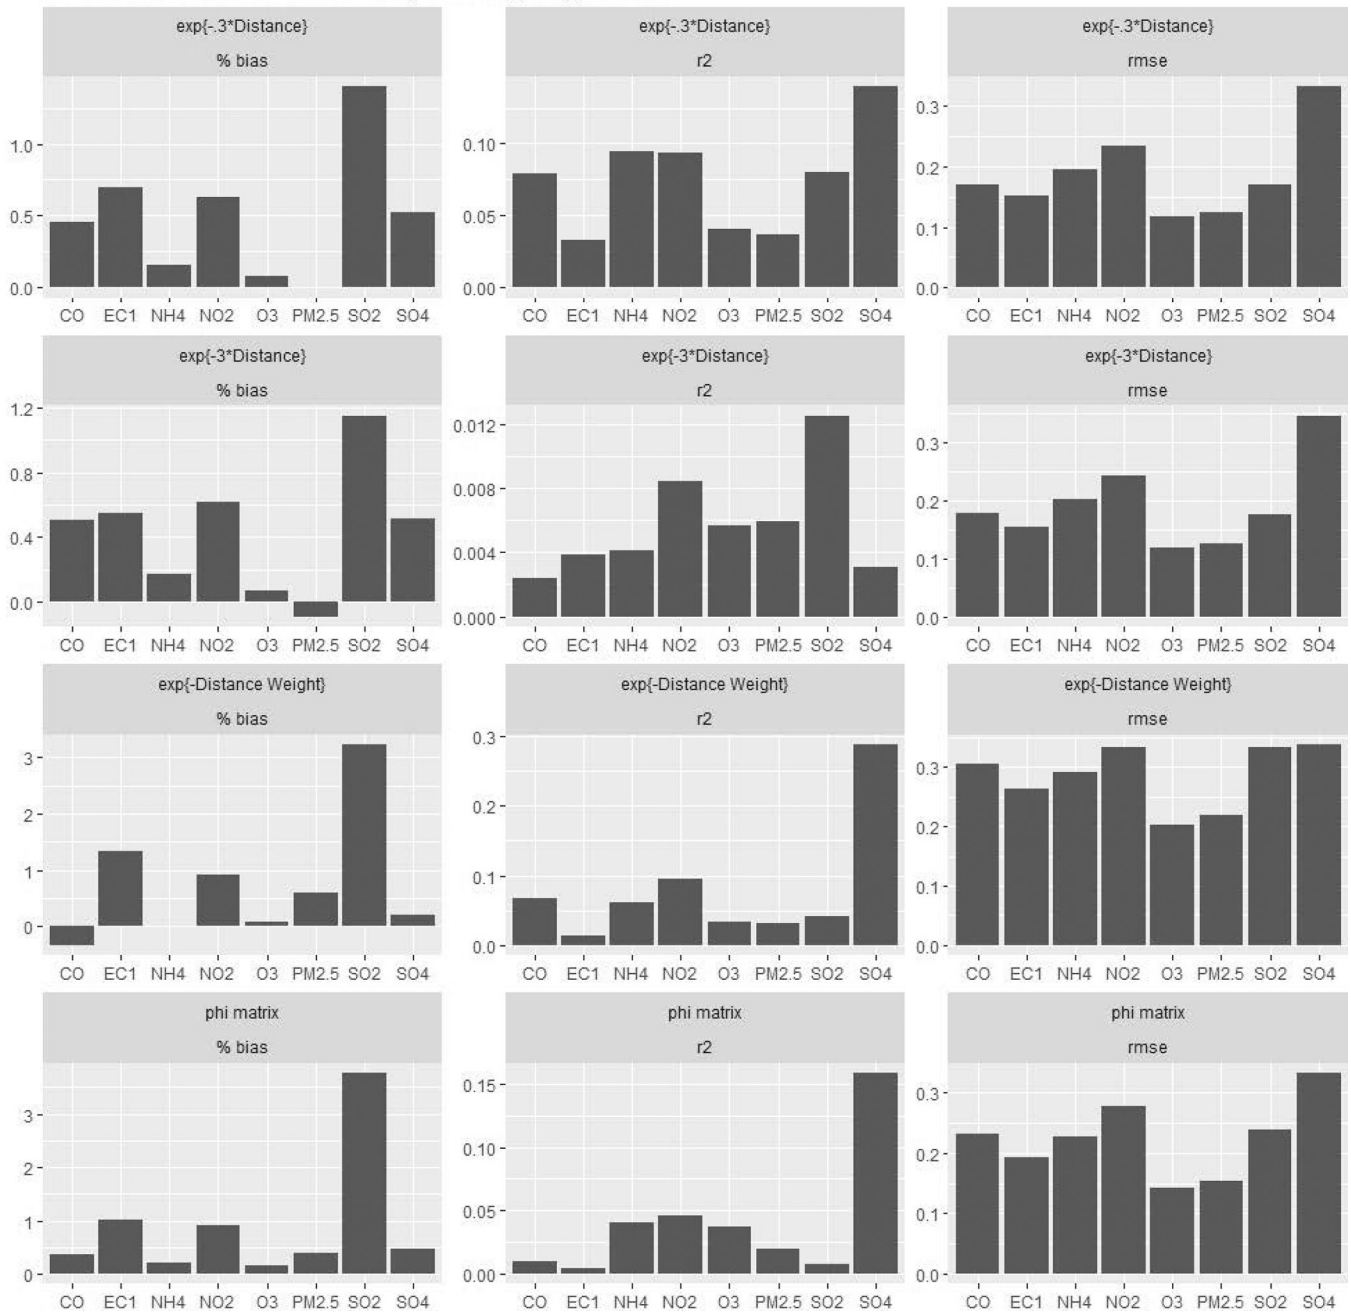 exp{-.3*Distance} exp{-.3*Distance} exp{-.3*Distance}
% bias r2 rmse
1.0 0.10 0.3
0.5 0.05 0.2
0.0 0.00 0.1
0.0
CO EC1 NH4 NO2 O3 PM2.5 SO2 SO4 CO EC1 NH4 NO2 O3 PM2.5 SO2 SO4 CO EC1 NH4 NO2 O3 PM2.5 SO2 SO4
exp{-3*Distance} exp{-3*Distance} exp{-3*Distance}
% bias r2 rmse
1.2 0.012 0.3
0.8 0.008 0.2
0.4 0.004 0.1
0.0 0.000 0.0
CO EC1 NH4 NO2 O3 PM2.5 SO2 SO4 CO EC1 NH4 NO2 O3 PM2.5 SO2 SO4 CO EC1 NH4 NO2 O3 PM2.5 SO2 SO4
exp{-Distance Weight} exp{-Distance Weight} exp{-Distance Weight}
% bias r2 rmse
3 0.3 0.3
2 0.2 0.2
1 0.1 0.1
0 0.0 0.0
CO EC1 NH4 NO2 O3 PM2.5 SO2 SO4 CO EC1 NH4 NO2 O3 PM2.5 SO2 SO4 CO EC1 NH4 NO2 O3 PM2.5 SO2 SO4
phi matrix phi matrix phi matrix
% bias r2 rmse
3 0.15 0.3
2 0.10 0.2
1 0.05 0.1
0 0.00 0.0
CO EC1 NH4 NO2 O3 PM2.5 SO2 SO4 CO EC1 NH4 NO2 O3 PM2.5 SO2 SO4 CO EC1 NH4 NO2 O3 PM2.5 SO2 SO4